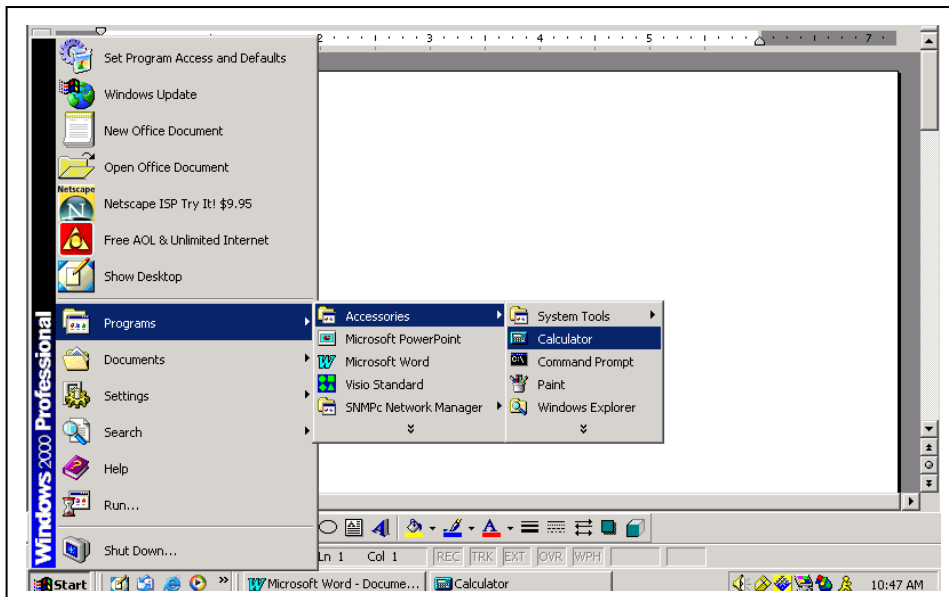 2 3 4 5 7
Set Program Access and Defaults
Windows Update
New Office Document
Open Office Document
Netscape
N
Netscape ISP Try It! $9.95
Free AOL & Unlimited Internet
Show Desktop
Programs
Documents
Settings
Search
Help
Run...
Shut Down...
Windows 2000 Professional
Accessories
Microsoft PowerPoint
Microsoft Word
Visio Standard
SNMPc Network Manager
System Tools
Calculator
Command Prompt
Paint
Windows Explorer
Ln 1 Col 1 REC TRK EXT OVR WPH
Start Microsoft Word - Docume... Calculator 10:47 AM